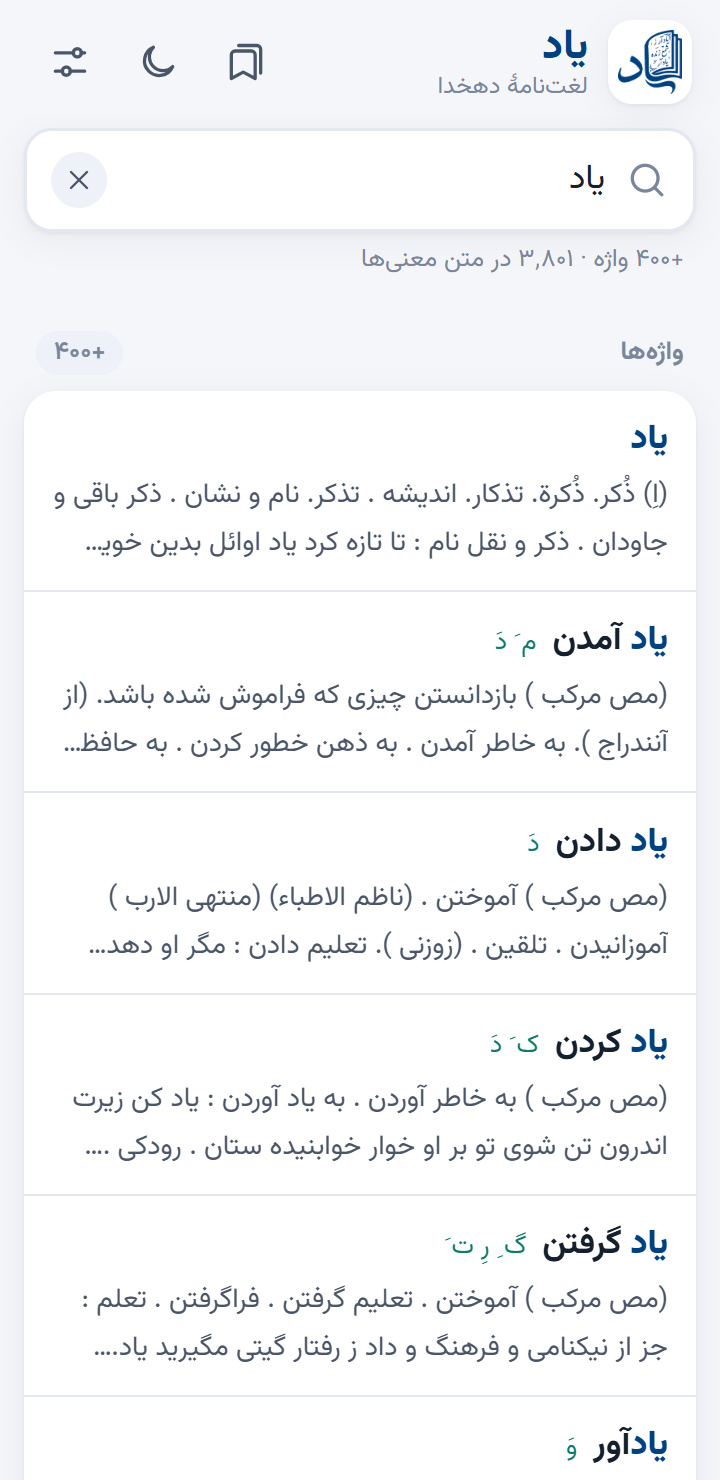 یاد
لغت‌نامهٔ دهخدا
یاد
+۴۰۰ واژه · ۳,۸۰۱ در متن معنی‌ها
واژه‌ها
+۴۰۰
یاد
(اِ) ذُکر. ذُکرة. تذکار. اندیشه . تذکر. نام و نشان . ذکر باقی و
جاودان . ذکر و نقل نام : تا تازه کرد یاد اوائل بدین خویـ...
یاد آمدن م َ دَ
(مص مرکب ) بازدانستن چیزی که فراموش شده باشد. (از
آنندراج ). به خاطر آمدن . به ذهن خطور کردن . به حافظـ...
یاد دادن دَ
(مص مرکب ) آموختن . (ناظم الاطباء) (منتهی الارب )
آموزانیدن . تلقین . (زوزنی ). تعلیم دادن : مگر او دهد...
یاد کردن ک َ دَ
(مص مرکب ) به خاطر آوردن . به یاد آوردن : یاد کن زیرت
اندرون تن شوی تو بر او خوار خوابنیده ستان . رودکی ....
یاد گرفتن گ ِ رِ ت َ
(مص مرکب ) آموختن . تعلیم گرفتن . فراگرفتن . تعلم :
جز از نیکنامی و فرهنگ و داد ز رفتار گیتی مگیرید یاد....
یادآور وَ